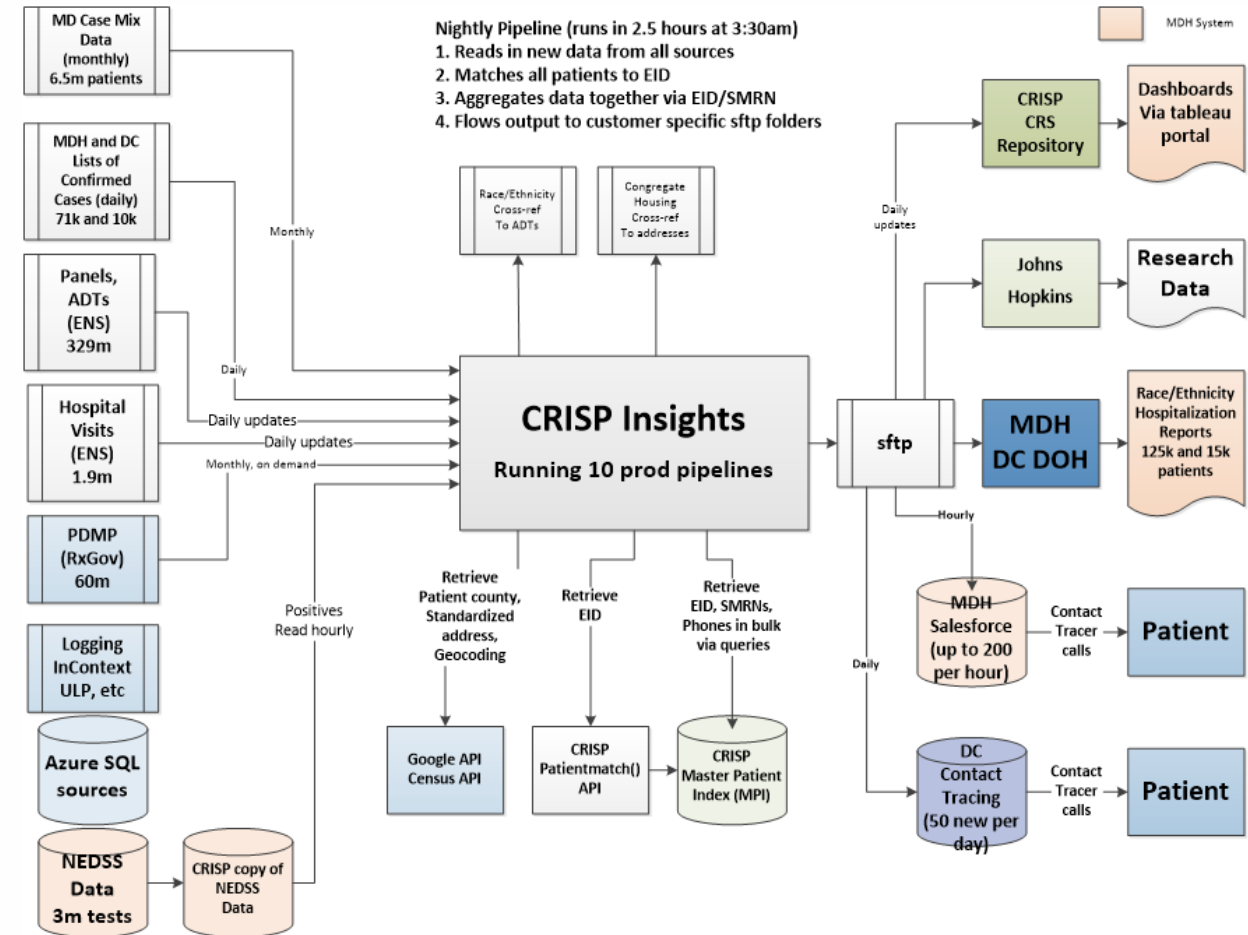 MD Case Mix
Data
(monthly)
6.5m patients
Nightly Pipeline (runs in 2.5 hours at 3:30am)
1. Reads in new data from all sources
2. Matches all patients to EID
3. Aggregates data together via EID/SMRN
4. Flows output to customer specific sftp folders
MDH System
MDH and DC
Lists of
Confirmed
Cases (daily)
71k and 10k
Panels,
ADTs
(ENS)
329m
Hospital
Visits
(ENS)
1.9m
PDMP
(RxGov)
60m
Logging
InContext
ULP, etc
Azure SQL
sources
NEDSS
Data
3m tests
CRISP copy of
NEDSS
Data
Monthly
Daily
Daily updates
Daily updates
Monthly, on demand
Positives
Read hourly
Race/Ethnicity
Cross-ref
To ADTs
Congregate
Housing
Cross-ref
To addresses
CRISP Insights
Running 10 prod pipelines
Retrieve
Patient county,
Standardized
address,
Geocoding
Retrieve
EID
Retrieve
EID, SMRNs,
Phones in bulk
via queries
Google API
Census API
CRISP
Patientmatch()
API
CRISP
Master Patient
Index (MPI)
sftp
Daily
updates
CRISP
CRS
Repository
Dashboards
Via tableau
portal
Johns
Hopkins
Research
Data
MDH
DC DOH
Race/Ethnicity
Hospitalization
Reports
125k and 15k
patients
Hourly
MDH
Salesforce
(up to 200
per hour)
Contact
Tracer
calls
Patient
Daily
DC
Contact
Tracing
(50 new per
day)
Contact
Tracer
calls
Patient